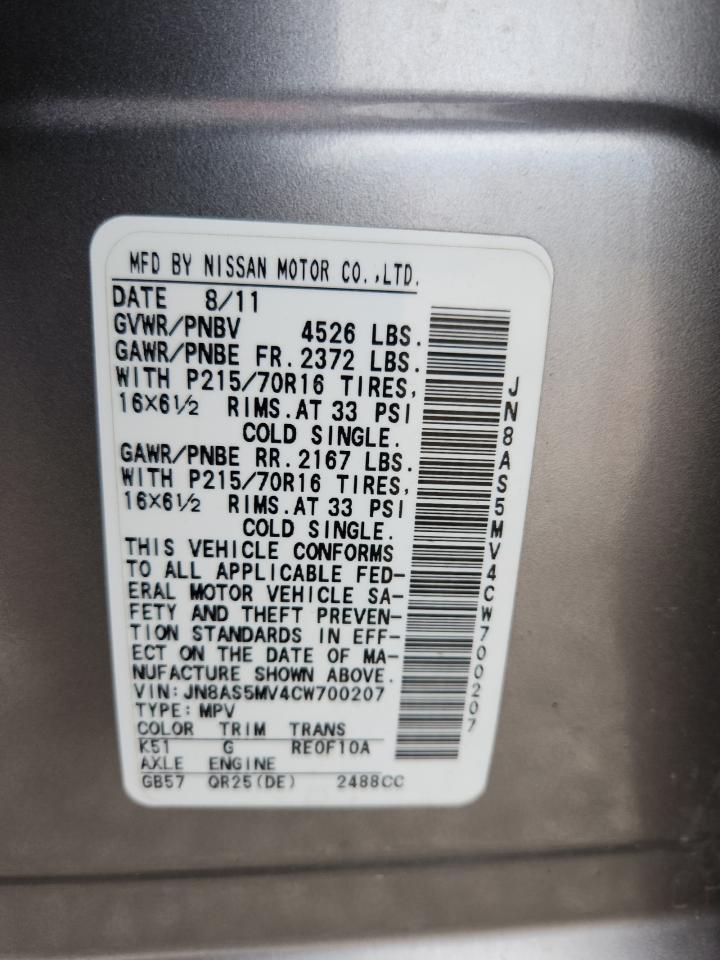 MFD BY NISSAN MOTOR CO.,LTD.
DATE 8/11
GVWR/PNBV 4526 LBS.
GAWR/PNBE FR. 2372 LBS.
WITH P215/70R16 TIRES,
16X6½ RIMS.AT 33 PSI
COLD SINGLE.
GAWR/PNBE RR. 2167 LBS.
WITH P215/70R16 TIRES,
16X6½ RIMS.AT 33 PSI
COLD SINGLE.
THIS VEHICLE CONFORMS
TO ALL APPLICABLE FED-
ERAL MOTOR VEHICLE SA-
FETY AND THEFT PREVEN-
TION STANDARDS IN EFF-
ECT ON THE DATE OF MA-
NUFACTURE SHOWN ABOVE.
VIN:JN8AS5MV4CW700207
TYPE:MPV
COLOR TRIM TRANS
K51 G RE0F10A
AXLE ENGINE
GB57 QR25(DE) 2488CC
JN8AS5MV4CW700207